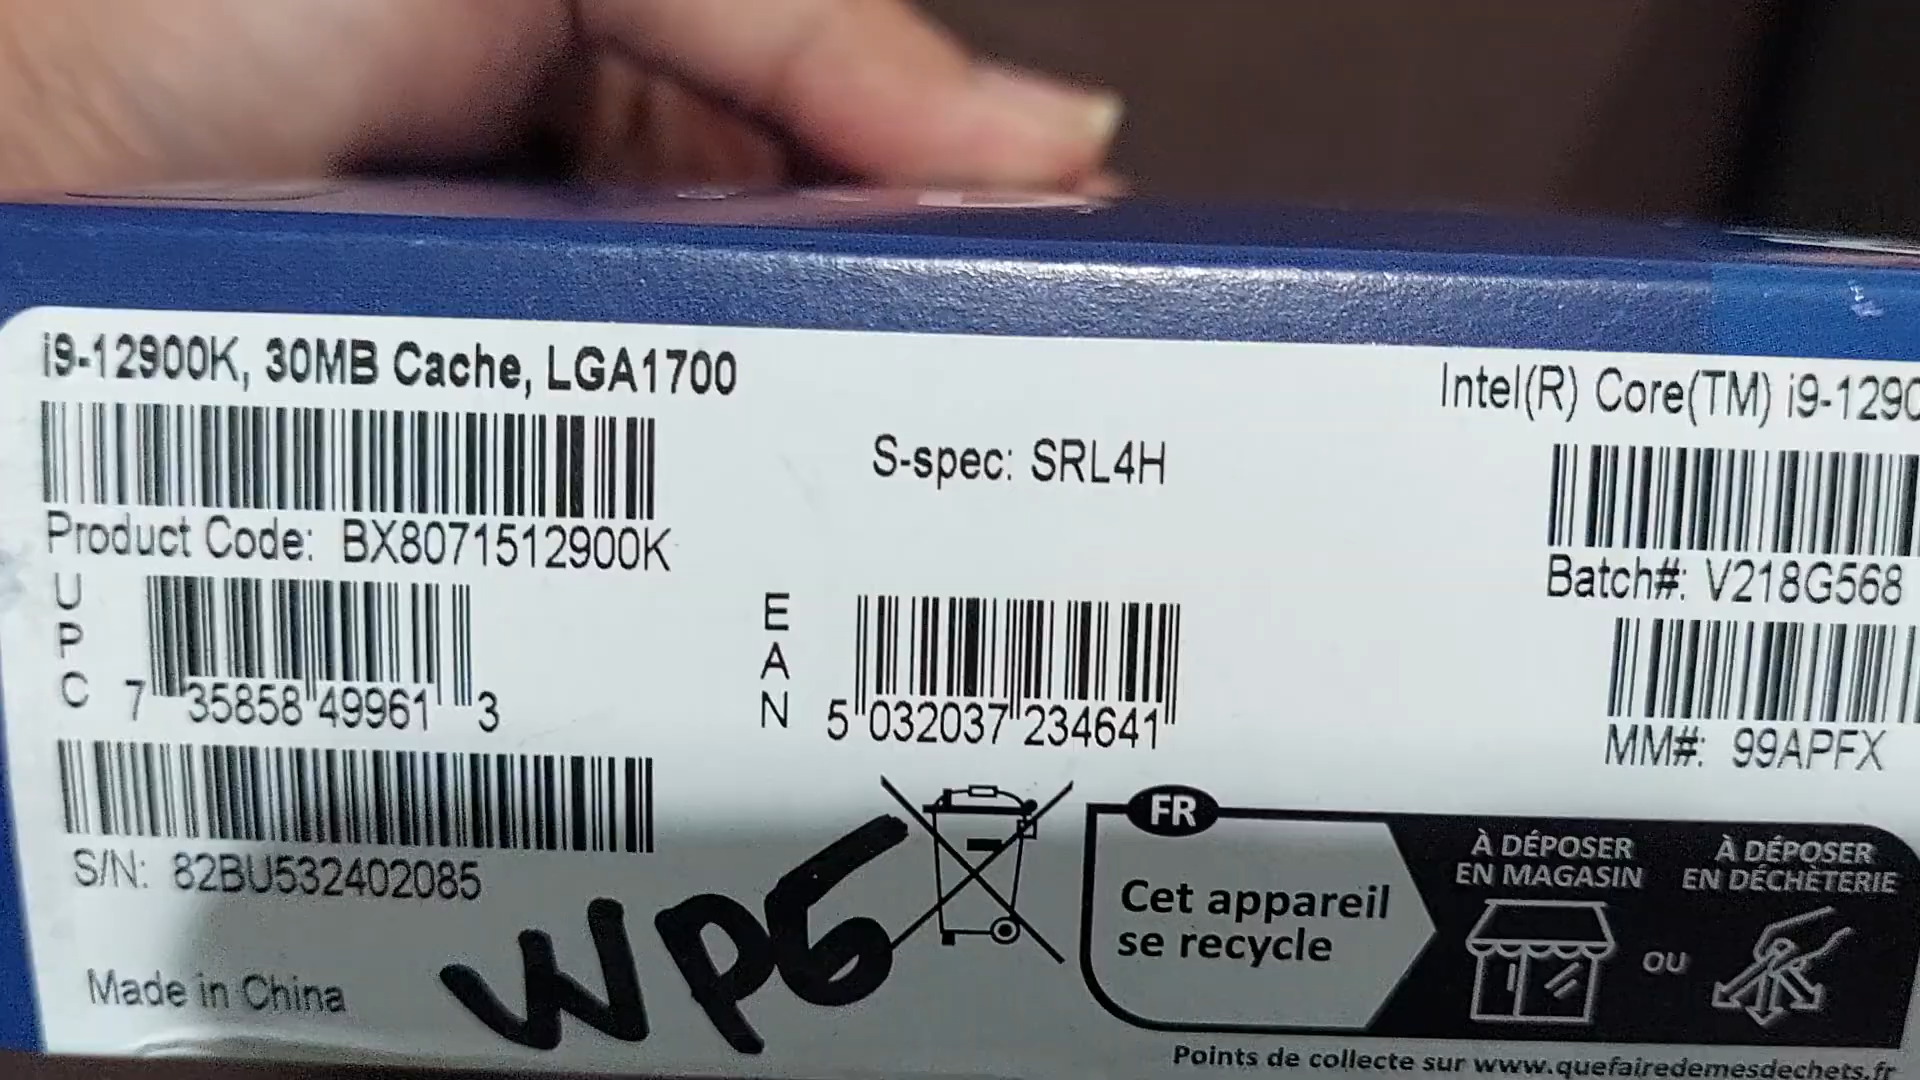 i9-12900K, 30MB Cache, LGA1700
Intel(R) Core(TM) i9-1290
S-spec: SRL4H
Product Code: BX8071512900K
Batch#: V218G568
UPC
7 35858 49961 3
EAN
5 032037 234641
MM#: 99APFX
S/N: 82BU532402085
Made in China
WP6
FR
Cet appareil
se recycle
À DÉPOSER
EN MAGASIN
OU
À DÉPOSER
EN DÉCHÈTERIE
Points de collecte sur www.quefairedemesdechets.fr